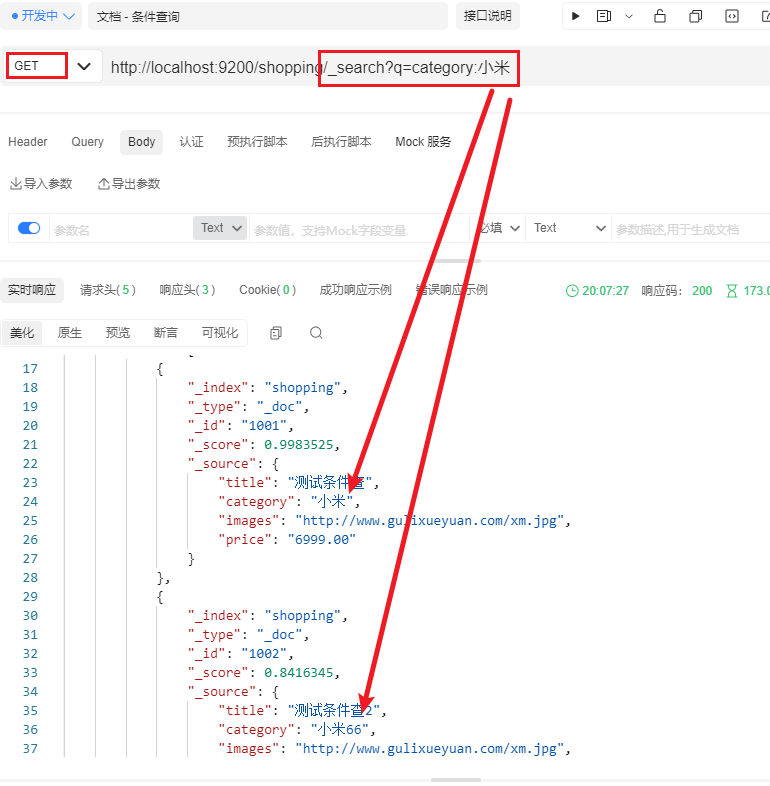 开发中 文档 - 条件查询 接口说明
GET http://localhost:9200/shopping/_search?q=category:小米
Header Query Body 认证 预执行脚本 后执行脚本 Mock 服务
导入参数 导出参数
参数名 Text 参数值，支持Mock字段变量 必填 Text 参数描述,用于生成文档
实时响应 请求头( 5 ) 响应头( 3 ) Cookie( 0 ) 成功响应示例 错误响应示例 20:07:27 响应码: 200 173.0
美化 原生 预览 断言 可视化
17 {
18 "_index": "shopping",
19 "_type": "_doc",
20 "_id": "1001",
21 "_score": 0.9983525,
22 "_source": {
23 "title": "测试条件查",
24 "category": "小米",
25 "images": "http://www.gulixueyuan.com/xm.jpg",
26 "price": "6999.00"
27 }
28 },
29 {
30 "_index": "shopping",
31 "_type": "_doc",
32 "_id": "1002",
33 "_score": 0.8416345,
34 "_source": {
35 "title": "测试条件查2",
36 "category": "小米66",
37 "images": "http://www.gulixueyuan.com/xm.jpg",